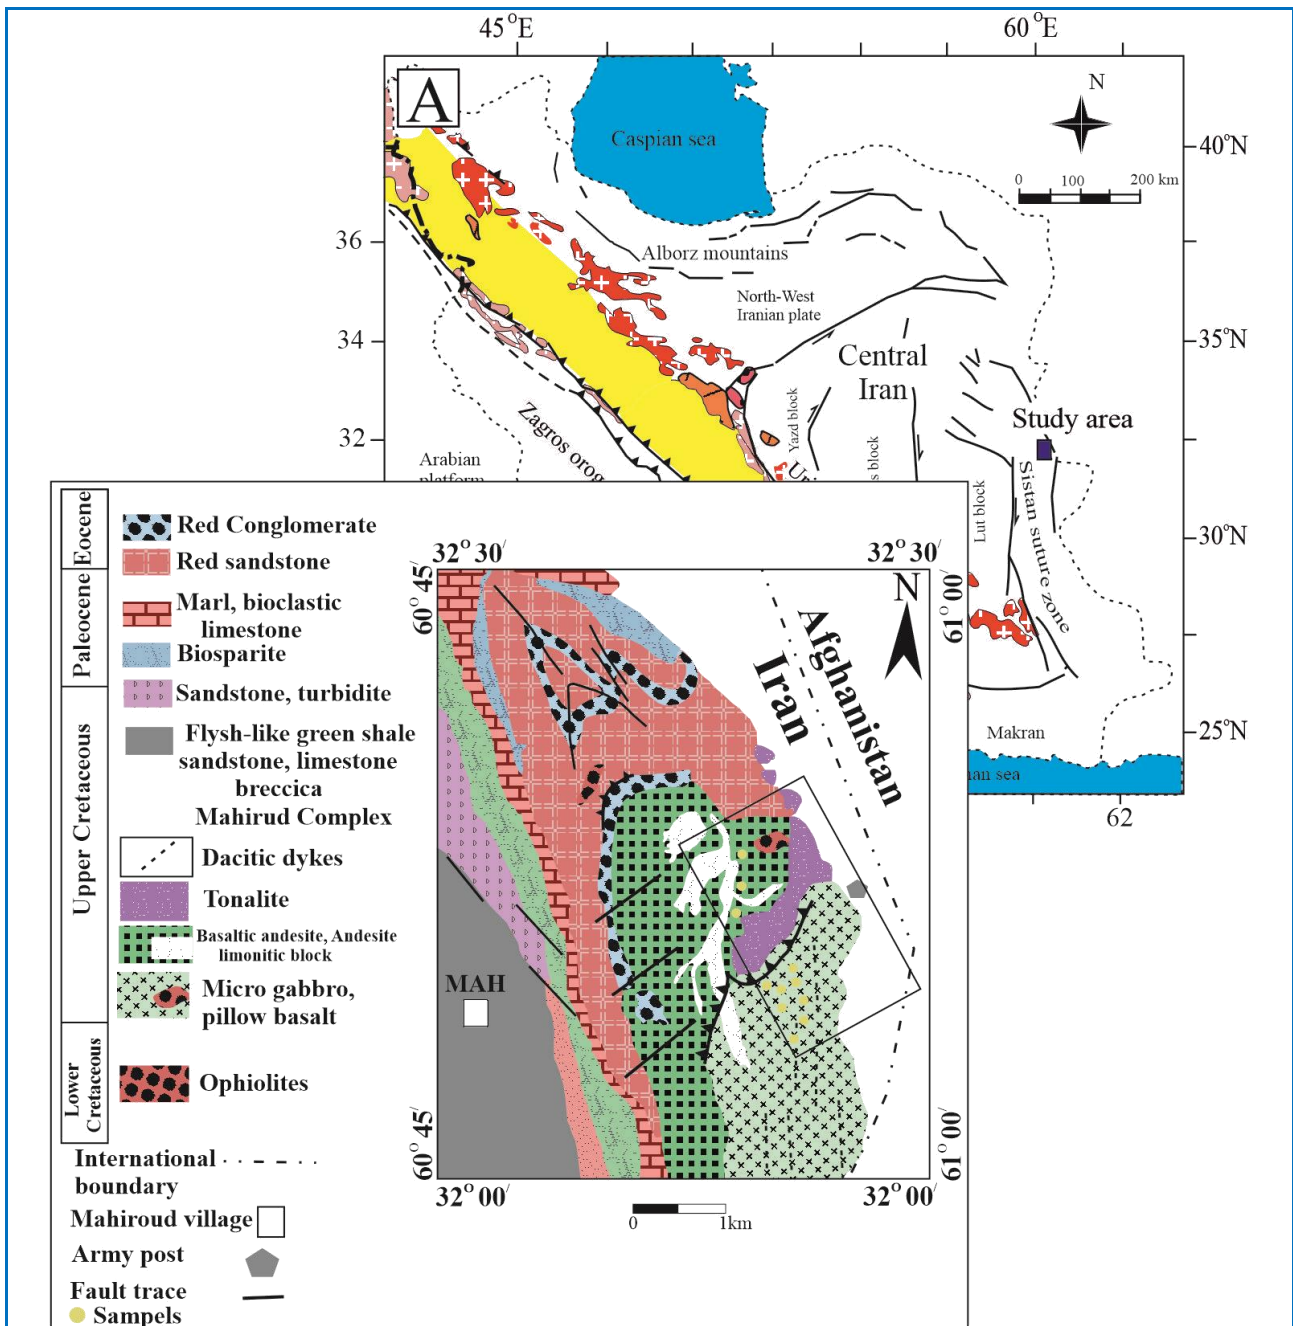 45°E
60°E
A
N
Caspian sea
40°N
0 100 200 km
36
Alborz mountains
North-West
Iranian plate
34
35°N
Central
Iran
Study area
32
Zagros orog
Yazd block
Arabian
platform
s block
Lut block
Sistan suture zone
30°N
25°N
Makran
an sea
62
Eocene
Paleocene
Upper Cretaceous
Lower
Cretaceous
Red Conglomerate
Red sandstone
Marl, bioclastic
limestone
Biosparite
Sandstone, turbidite
Flysh-like green shale
sandstone, limestone
breccica
Mahirud Complex
Dacitic dykes
Tonalite
Basaltic andesite, Andesite
limonitic block
Micro gabbro,
pillow basalt
Ophiolites
International
boundary
Mahiroud village
Army post
Fault trace
Sampels
32° 30/
32° 30/
60° 45/
61° 00/
N
Afghanistan
Iran
MAH
60° 45/
61° 00/
32° 00/
32° 00/
0 1km